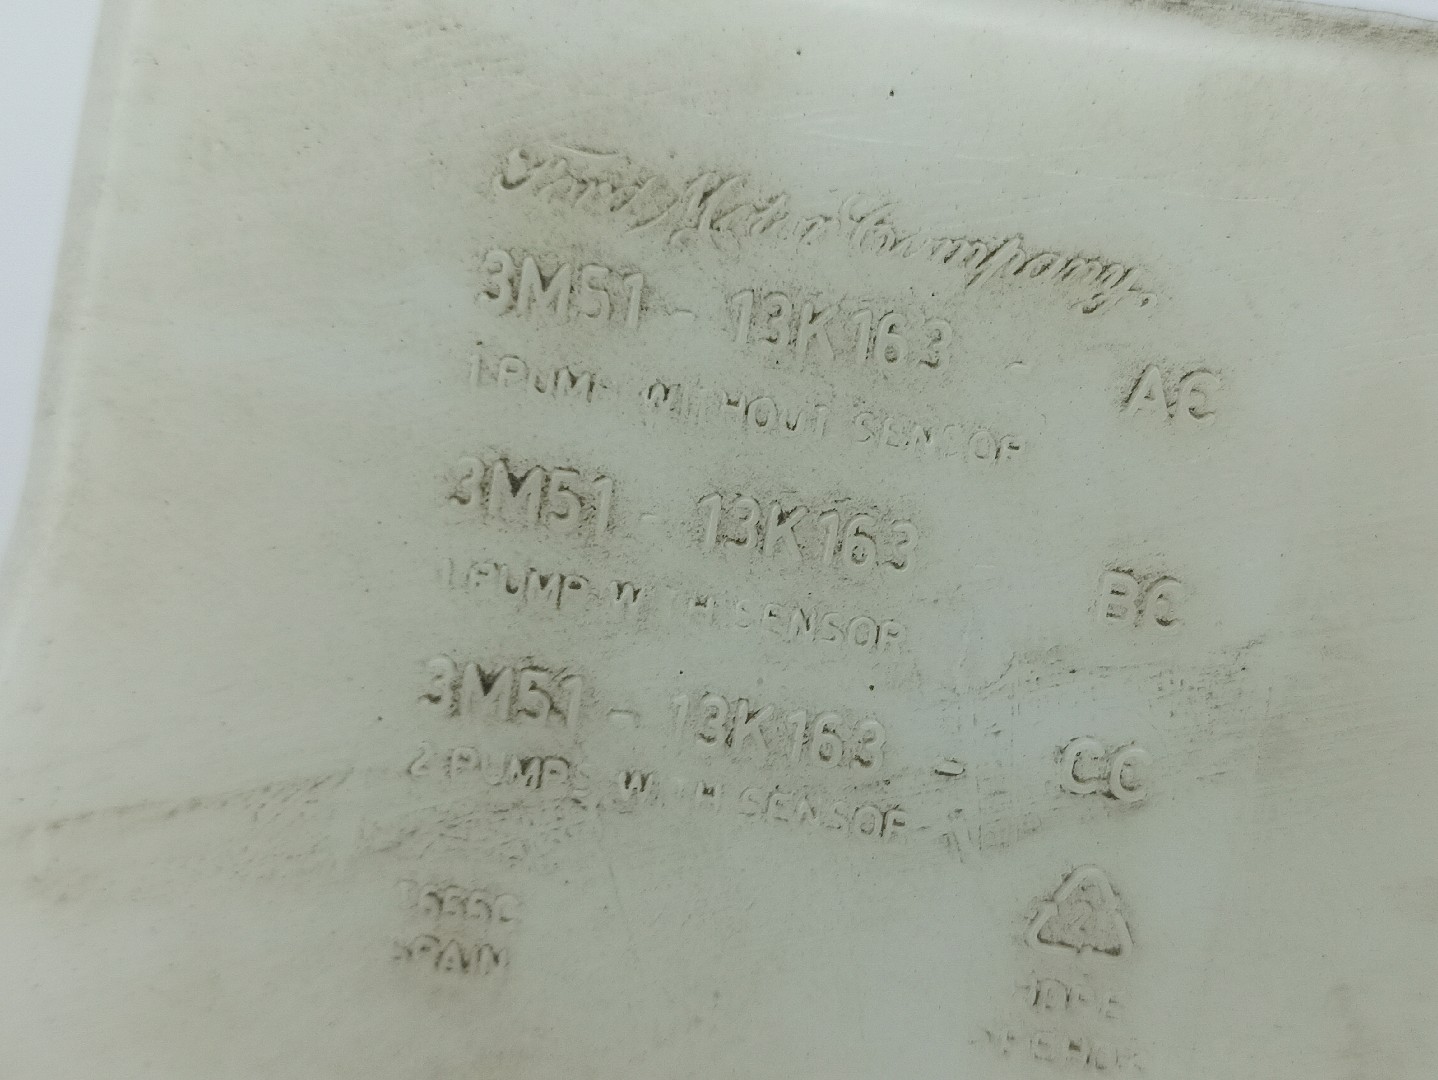 Ford Motor Company
3M51 - 13K163 - AC
1 PUMP WITHOUT SENSOR
3M51 - 13K163 BC
1 PUMP WITH SENSOR
3M51 - 13K163 - CC
2 PUMPS WITH SENSOR
SPAIN
2
HDPE